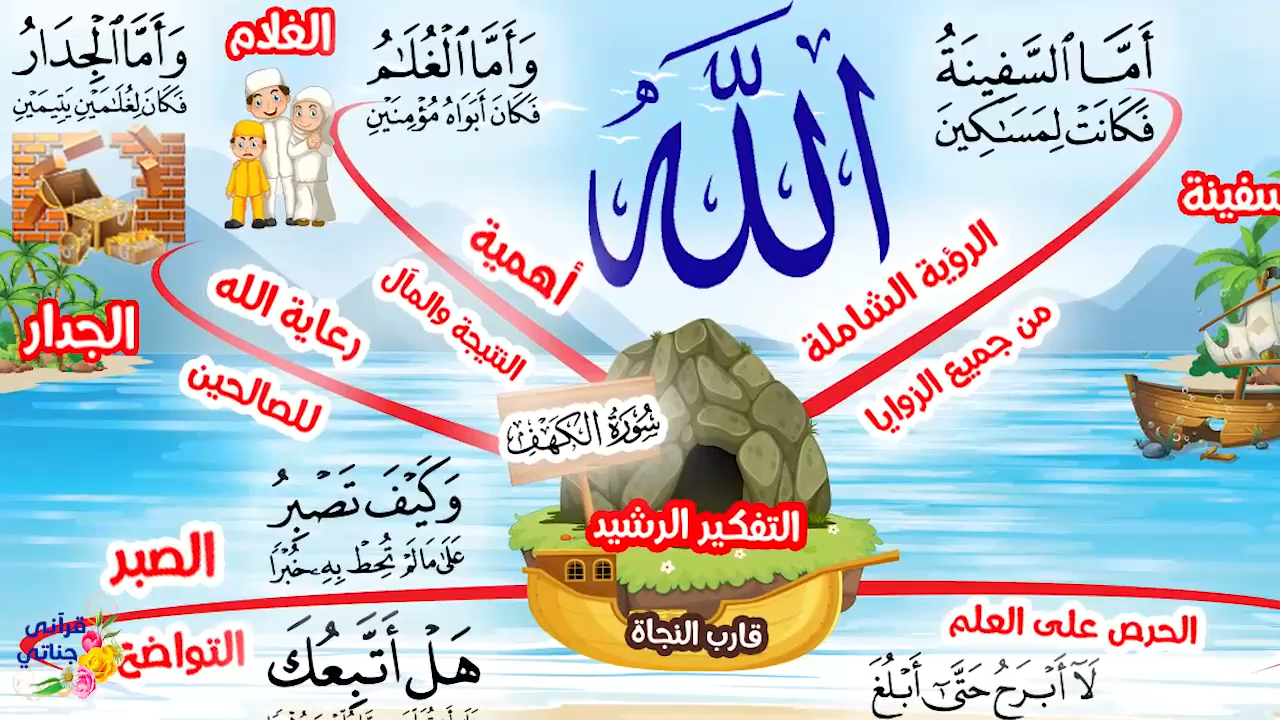 أَمَّا ٱلسَّفِينَةُ
فَكَانَتْ لِمَسَٰكِينَ
الله
وَأَمَّا ٱلْغُلَٰمُ
فَكَانَ أَبَوَاهُ مُؤْمِنَيْنِ
الغلام
وَأَمَّا ٱلْجِدَارُ
فَكَانَ لِغُلَٰمَيْنِ يَتِيمَيْنِ
الجدار
الرؤية الشاملة
من جميع الزوايا
أهمية
النتيجة والمآل
رعاية الله
للصالحين
سُورَةُ الكَهْفِ
التفكير الرشيد
قارب النجاة
وَكَيْفَ تَصْبِرُ
عَلَىٰ مَا لَمْ تُحِطْ بِهِۦ خُبْرًا
الصبر
التواضع
هَلْ أَتَّبِعُكَ
الحرص على العلم
لَآ أَبْرَحُ حَتَّىٰٓ أَبْلُغَ
قرآني
جناتي